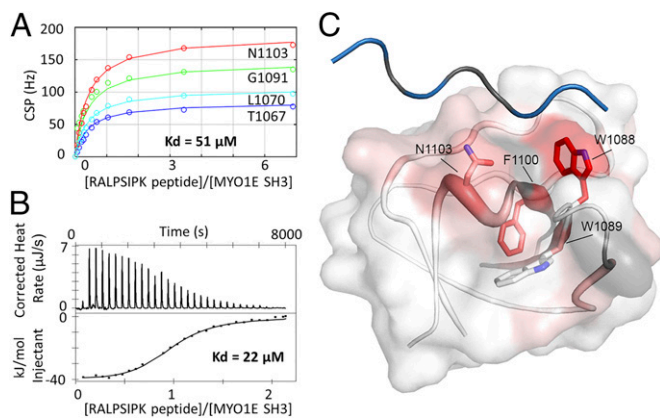 A
CSP (Hz)
200
150
100
50
0
N1103
G1091
L1070
T1067
Kd = 51 µM
0
2
4
6
[RALPSIPK peptide]/[MYO1E SH3]
B
Time (s)
0
8000
Corrected Heat
Rate (µJ/s)
7
0
kJ/mol
Injectant
0
-40
Kd = 22 µM
0
1
2
[RALPSIPK peptide]/[MYO1E SH3]
C
N1103
F1100
W1088
W1089